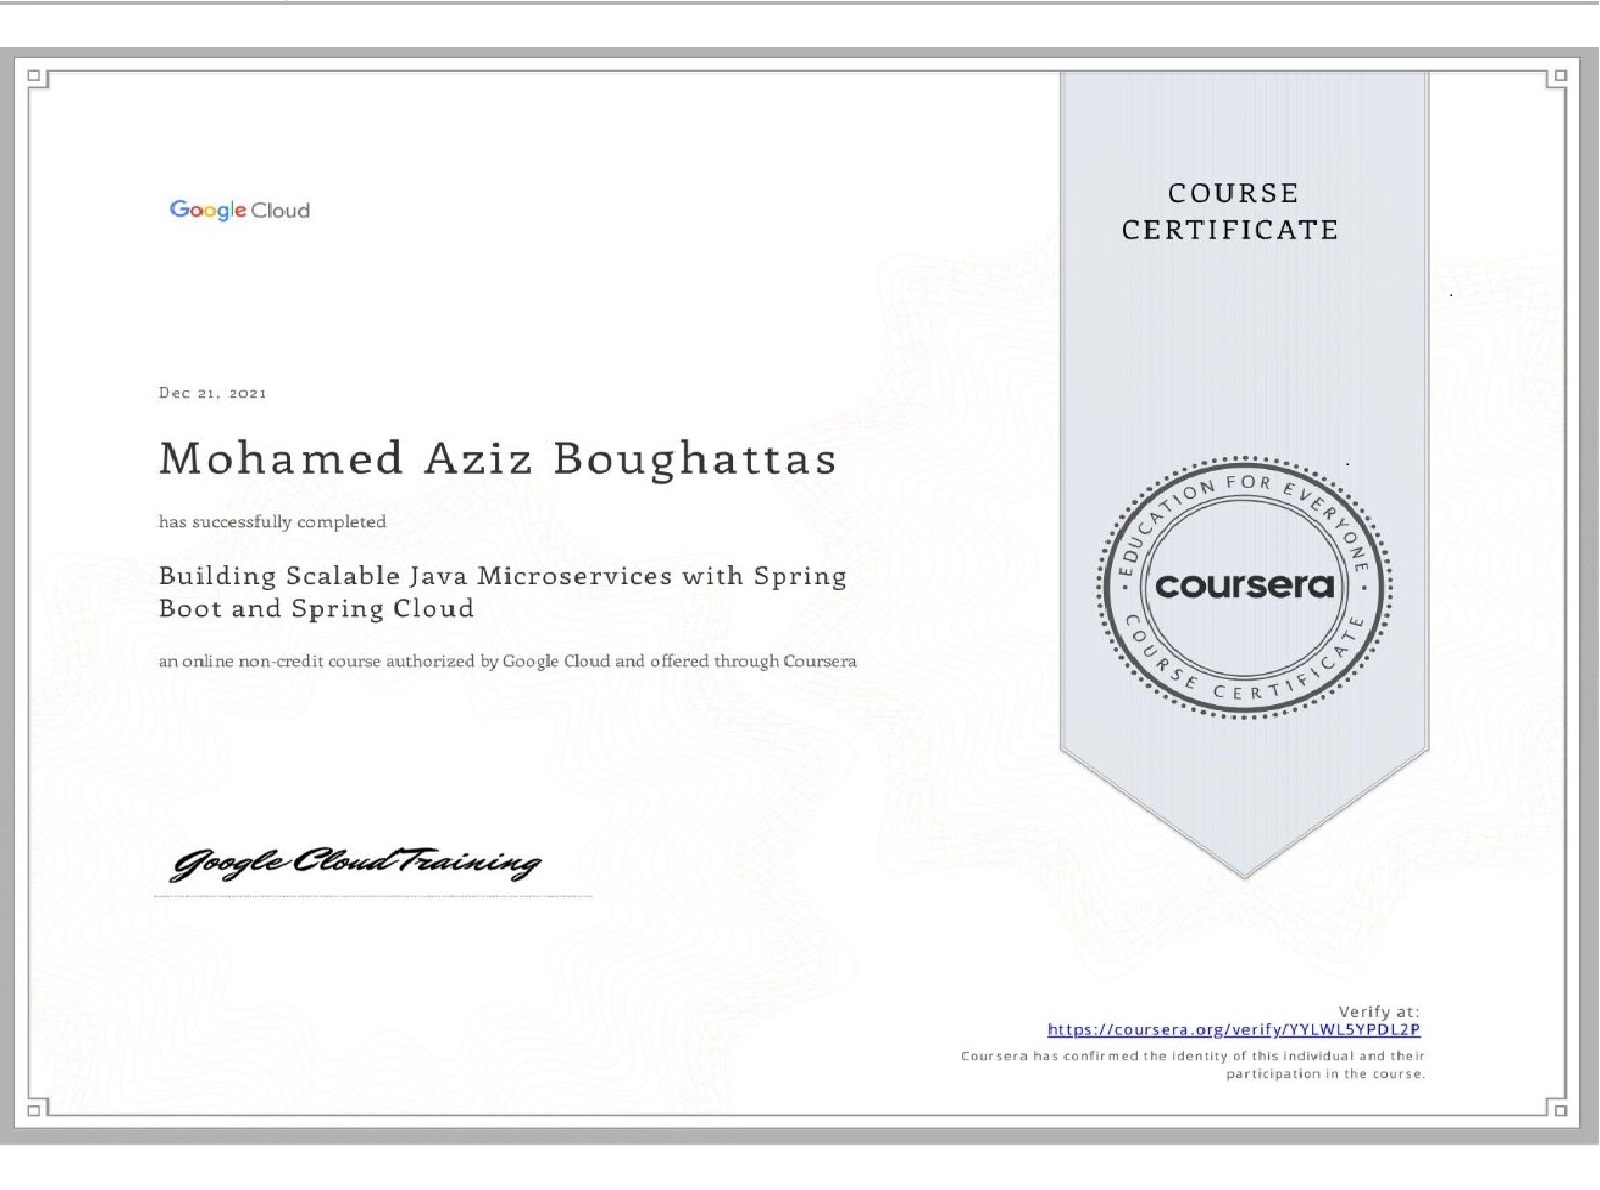 Google Cloud
COURSE
CERTIFICATE
Dec 21, 2021
Mohamed Aziz Boughattas
has successfully completed
Building Scalable Java Microservices with Spring
Boot and Spring Cloud
an online non-credit course authorized by Google Cloud and offered through Coursera
EDUCATION FOR EVERYONE
coursera
COURSE CERTIFICATE
Google Cloud Training
Verify at:
https://coursera.org/verify/YYLWL5YPDL2P
Coursera has confirmed the identity of this individual and their
participation in the course.